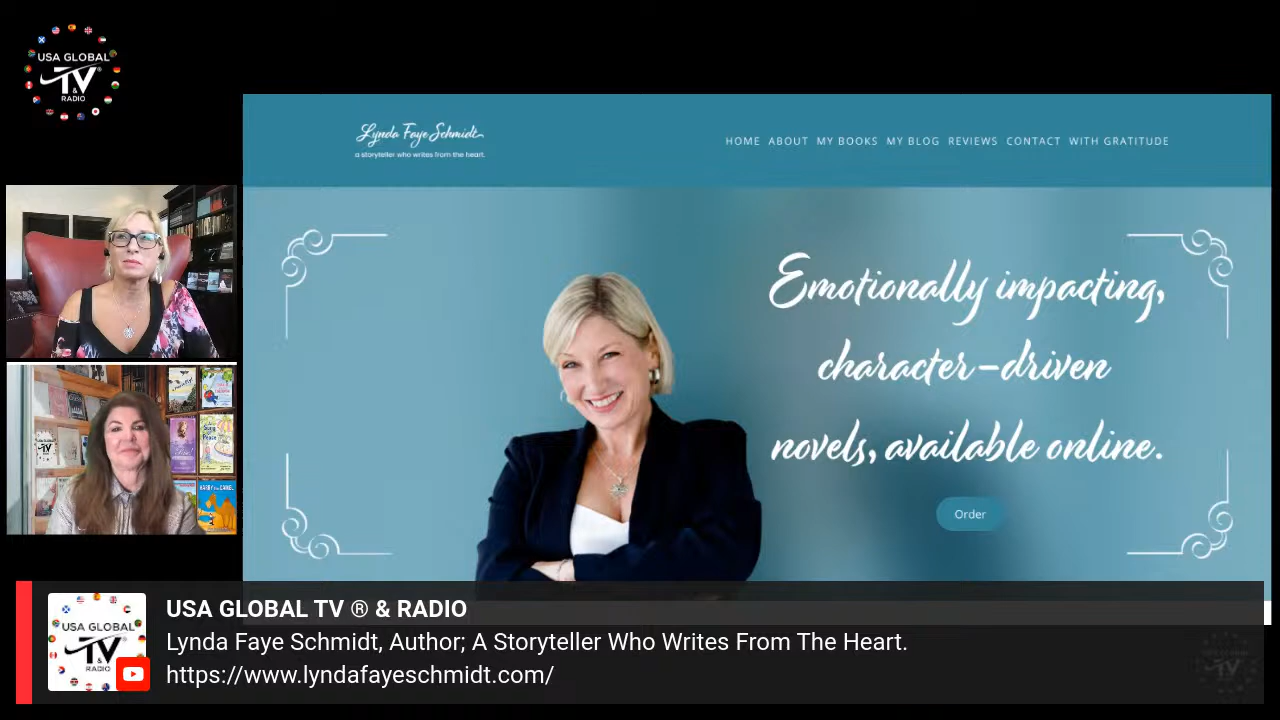 USA GLOBAL
TV®
&
RADIO
Lynda Faye Schmidt
a storyteller who writes from the heart.
HOME ABOUT MY BOOKS MY BLOG REVIEWS CONTACT WITH GRATITUDE
Emotionally impacting,
character-driven
novels, available online.
Order
USA GLOBAL
TV
&
RADIO
USA GLOBAL TV ® & RADIO
Lynda Faye Schmidt, Author; A Storyteller Who Writes From The Heart.
https://www.lyndafayeschmidt.com/